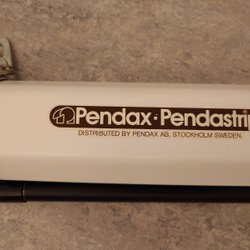 Pendax·Pendastrip
DISTRIBUTED BY PENDAX AB, STOCKHOLM SWEDEN.